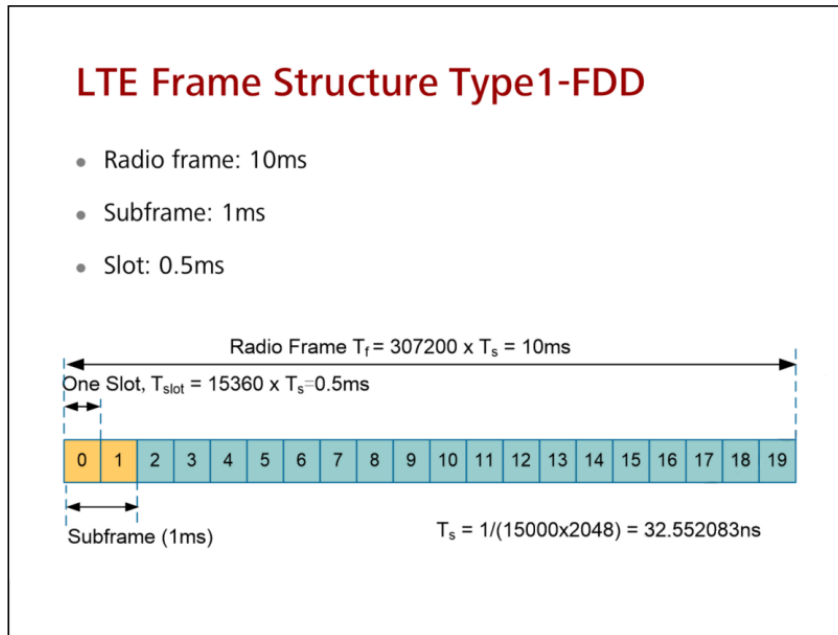 LTE Frame Structure Type1-FDD
• Radio frame: 10ms
• Subframe: 1ms
• Slot: 0.5ms
Radio Frame Tf = 307200 x Ts = 10ms
One Slot, Tslot = 15360 x Ts=0.5ms
0 1 2 3 4 5 6 7 8 9 10 11 12 13 14 15 16 17 18 19
Subframe (1ms)
Ts = 1/(15000x2048) = 32.552083ns